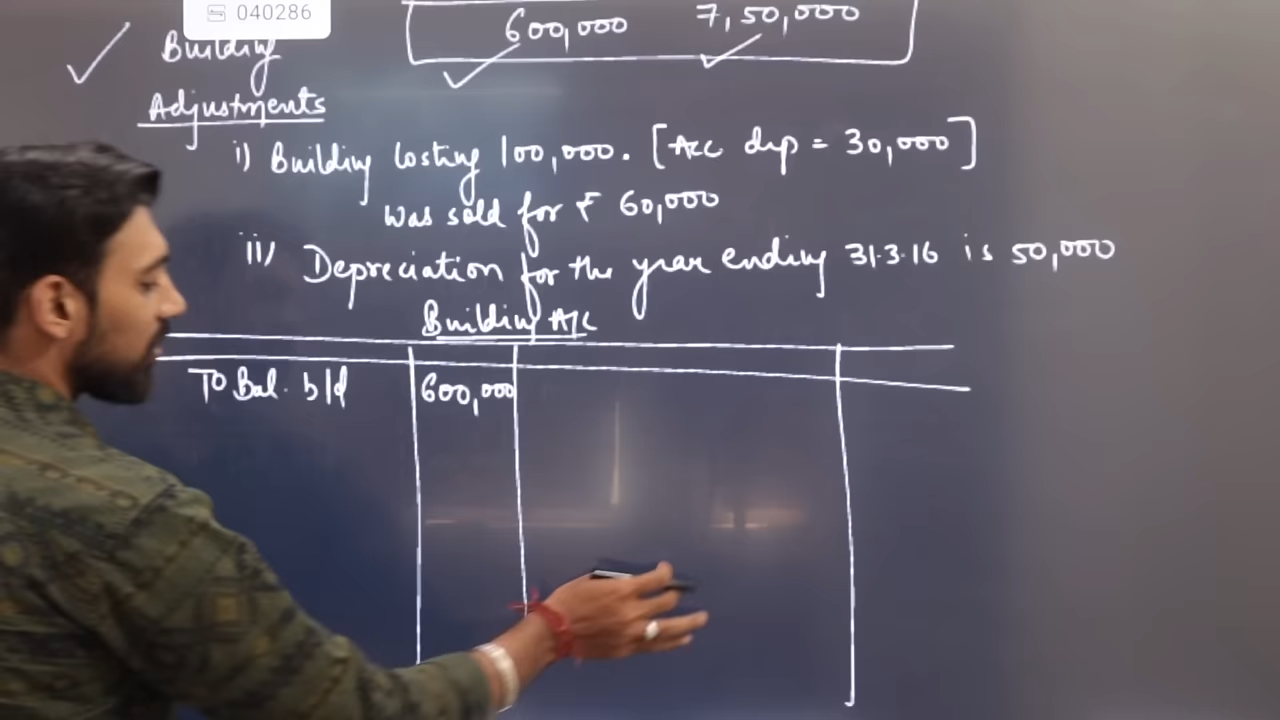 040286
600,000 7,50,000
Building
Adjustments
i) Building costing 100,000. [Acc dep = 30,000]
was sold for ₹ 60,000
ii) Depreciation for the year ending 31.3.16 is 50,000
Building A/c
To Bal. b/d 600,000